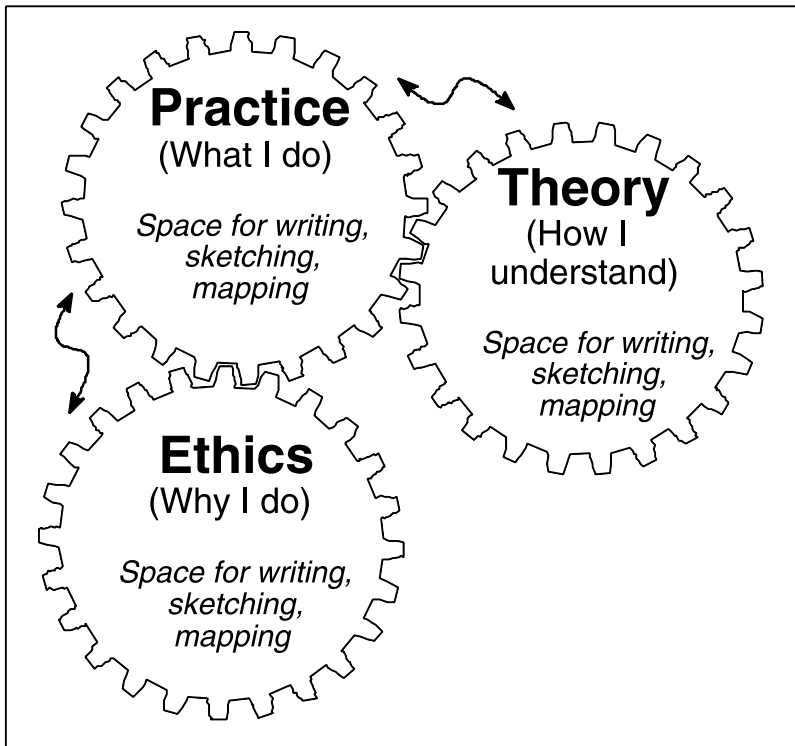 Practice
(What I do)
Space for writing,
sketching,
mapping
Theory
(How I
understand)
Space for writing,
sketching,
mapping
Ethics
(Why I do)
Space for writing,
sketching,
mapping